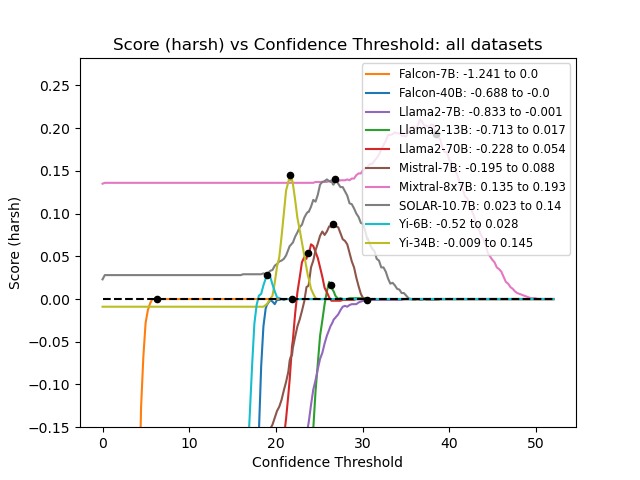 Score (harsh) vs Confidence Threshold: all datasets
Falcon-7B: -1.241 to 0.0
Falcon-40B: -0.688 to -0.0
Llama2-7B: -0.833 to -0.001
Llama2-13B: -0.713 to 0.017
Llama2-70B: -0.228 to 0.054
Mistral-7B: -0.195 to 0.088
Mixtral-8x7B: 0.135 to 0.193
SOLAR-10.7B: 0.023 to 0.14
Yi-6B: -0.52 to 0.028
Yi-34B: -0.009 to 0.145
Score (harsh)
0.25
0.20
0.15
0.10
0.05
0.00
−0.05
−0.10
−0.15
0 10 20 30 40 50
Confidence Threshold